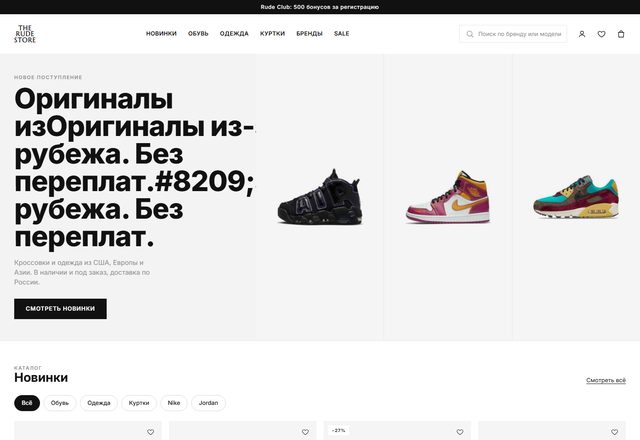 Rude Club: 500 бонусов за регистрацию
THE
RUDE
STORE
НОВИНКИ ОБУВЬ ОДЕЖДА КУРТКИ БРЕНДЫ SALE
Поиск по бренду или модели
НОВОЕ ПОСТУПЛЕНИЕ
Оригиналы
изОригиналы из-
рубежа. Без
переплат.#8209;
рубежа. Без
переплат.
Кроссовки и одежда из США, Европы и
Азии. В наличии и под заказ, доставка по
России.
СМОТРЕТЬ НОВИНКИ
КАТАЛОГ
Новинки
Смотреть всё
Всё Обувь Одежда Куртки Nike Jordan
-27%